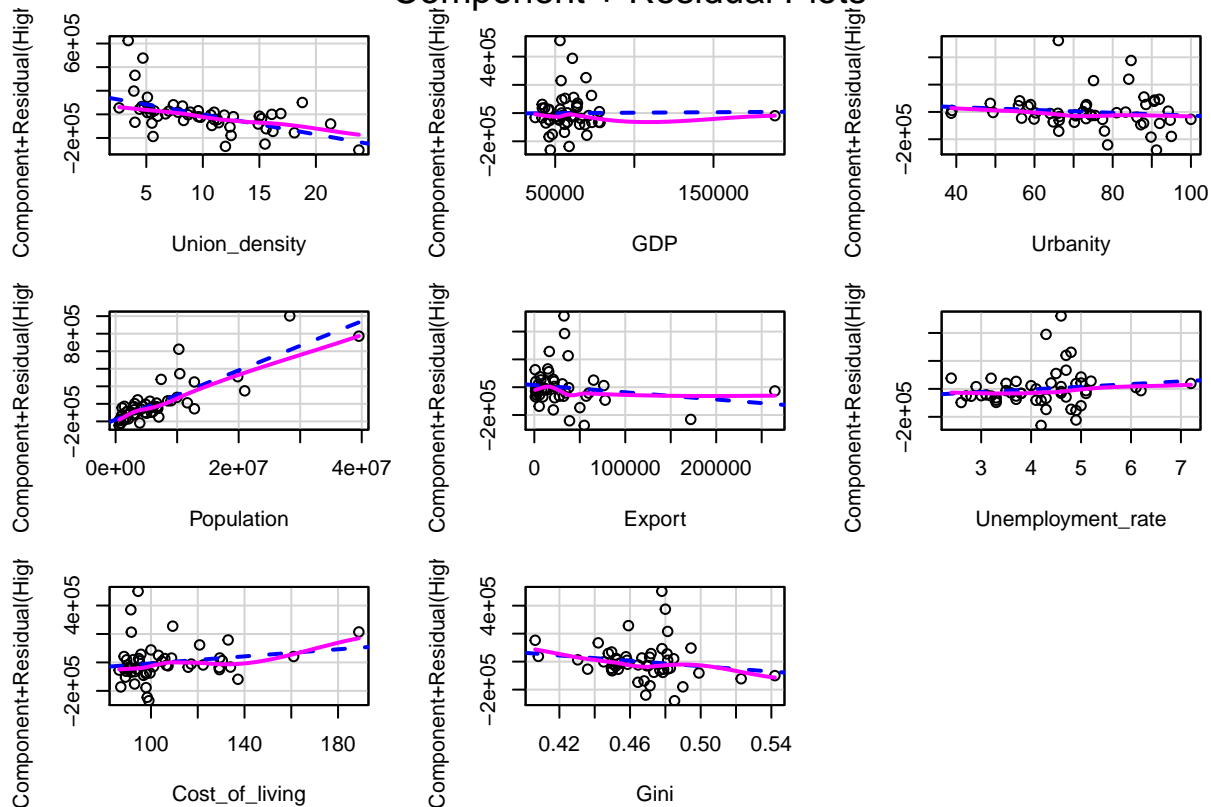 Component + Residual Plots
Component+Residual(High
6e+05
2e+05
−2e+05
5
10
15
20
Union_density
Component+Residual(High
4e+05
−2e+05
50000
150000
GDP
Component+Residual(High
4e+05
−2e+05
40
60
80
100
Urbanity
Component+Residual(High
8e+05
−2e+05
0e+00
2e+07
4e+07
Population
Component+Residual(High
−2e+05
0
100000
200000
Export
Component+Residual(High
−2e+05
3
4
5
6
7
Unemployment_rate
Component+Residual(High
4e+05
−2e+05
100
140
180
Cost_of_living
Component+Residual(High
4e+05
−2e+05
0.42
0.46
0.50
0.54
Gini